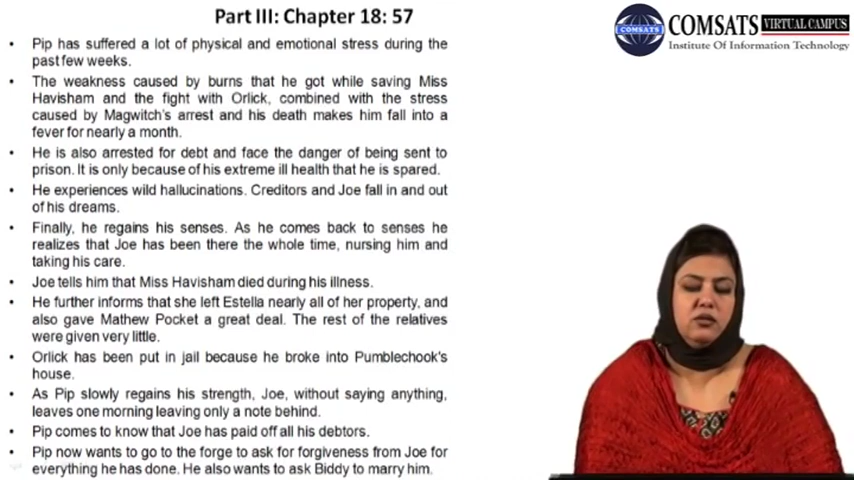 Part III: Chapter 18: 57
COMSATS VIRTUAL CAMPUS
Institute Of Information Technology
COMSATS
• Pip has suffered a lot of physical and emotional stress during the
past few weeks.
• The weakness caused by burns that he got while saving Miss
Havisham and the fight with Orlick, combined with the stress
caused by Magwitch's arrest and his death makes him fall into a
fever for nearly a month.
• He is also arrested for debt and face the danger of being sent to
prison. It is only because of his extreme ill health that he is spared.
• He experiences wild hallucinations. Creditors and Joe fall in and out
of his dreams.
• Finally, he regains his senses. As he comes back to senses he
realizes that Joe has been there the whole time, nursing him and
taking his care.
• Joe tells him that Miss Havisham died during his illness.
• He further informs that she left Estella nearly all of her property, and
also gave Mathew Pocket a great deal. The rest of the relatives
were given very little.
• Orlick has been put in jail because he broke into Pumblechook's
house.
• As Pip slowly regains his strength, Joe, without saying anything,
leaves one morning leaving only a note behind.
• Pip comes to know that Joe has paid off all his debtors.
• Pip now wants to go to the forge to ask for forgiveness from Joe for
everything he has done. He also wants to ask Biddy to marry him.